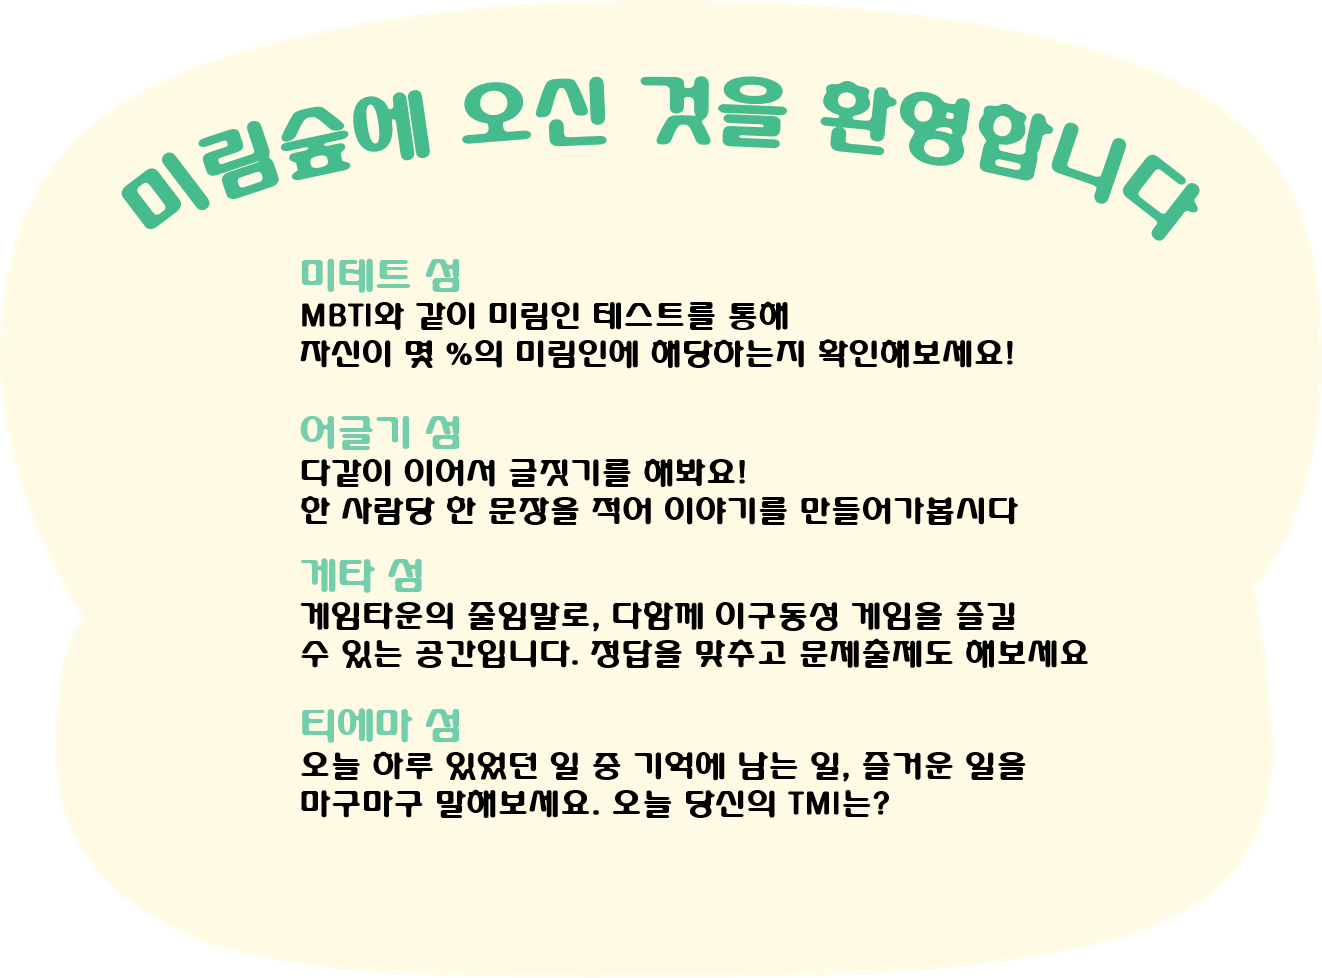 미림숲에 오신 것을 환영합니다
미테트 섬
MBTI와 같이 미림인 테스트를 통해
자신이 몇 %의 미림인에 해당하는지 확인해보세요!
어글기 섬
다같이 이어서 글짓기를 해봐요!
한 사람당 한 문장을 적어 이야기를 만들어가봅시다
게타 섬
게임타운의 줄임말로, 다함께 이구동성 게임을 즐길
수 있는 공간입니다. 정답을 맞추고 문제출제도 해보세요
티에마 섬
오늘 하루 있었던 일 중 기억에 남는 일, 즐거운 일을
마구마구 말해보세요. 오늘 당신의 TMI는?